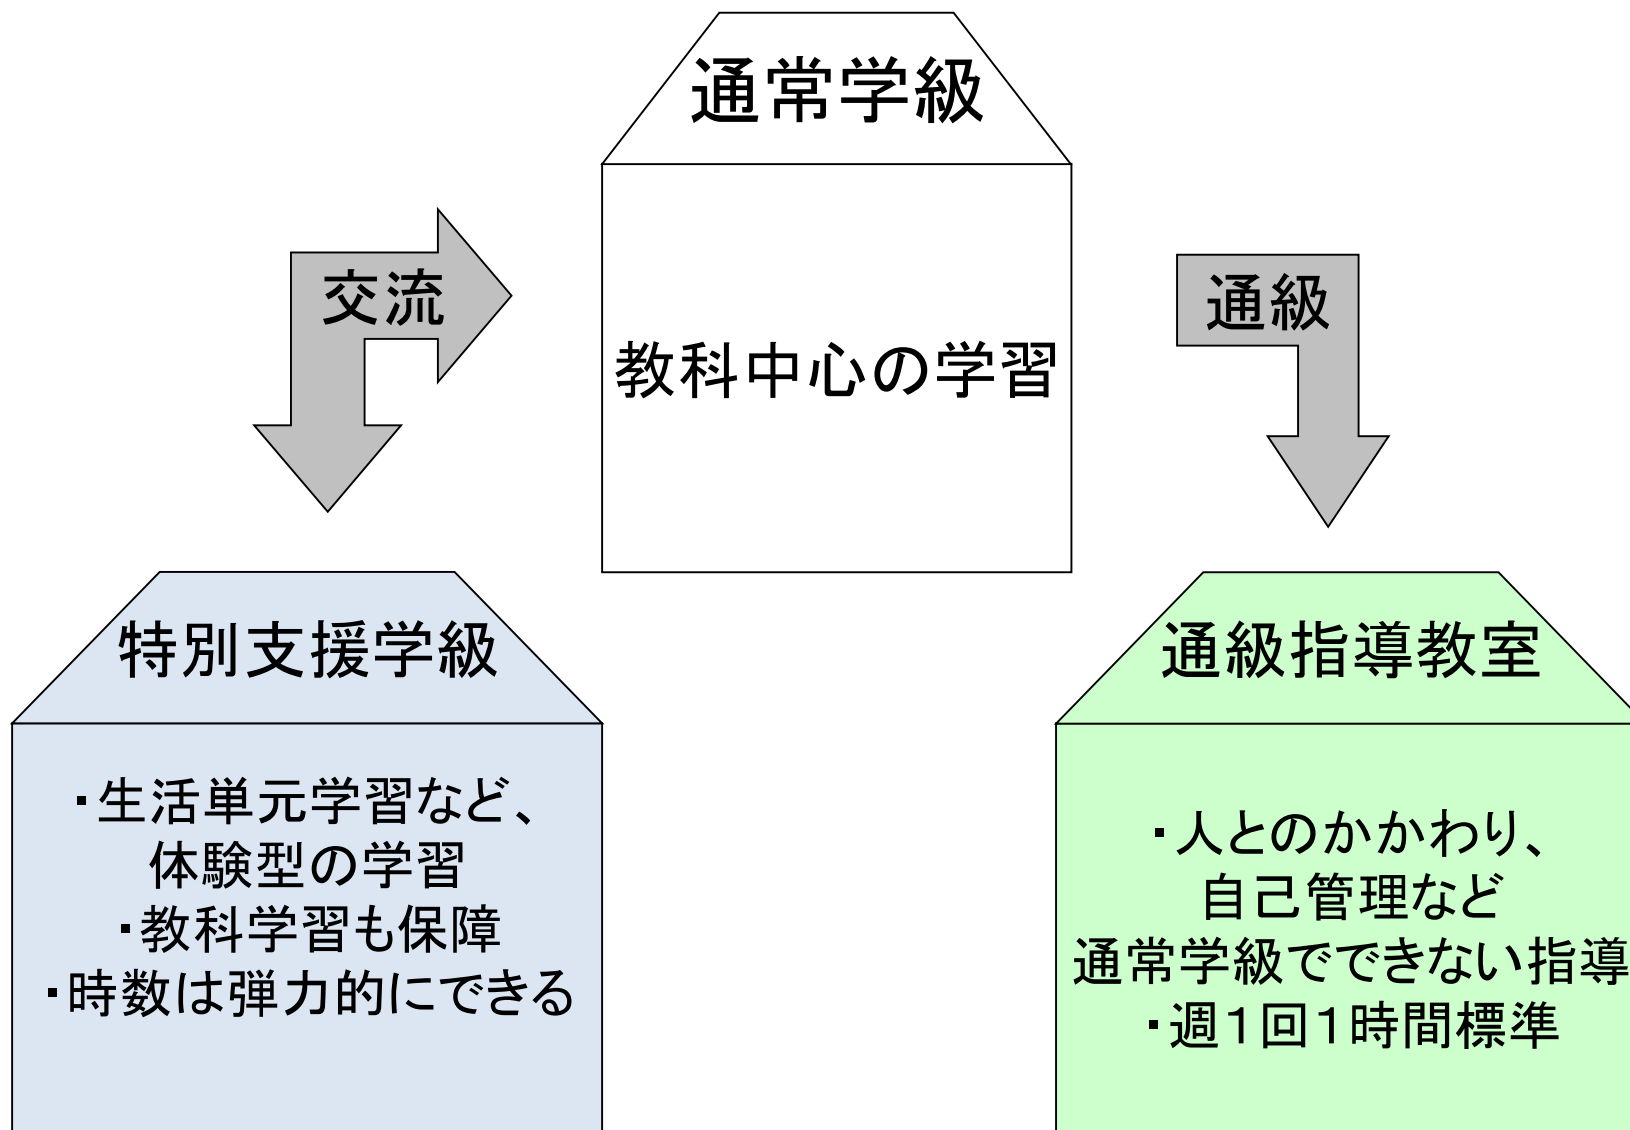 通常学級
教科中心の学習
交流
通級
特別支援学級
・生活単元学習など、
体験型の学習
・教科学習も保障
・時数は弾力的にできる
通級指導教室
・人とのかかわり、
自己管理など
通常学級でできない指導
・週１回１時間標準